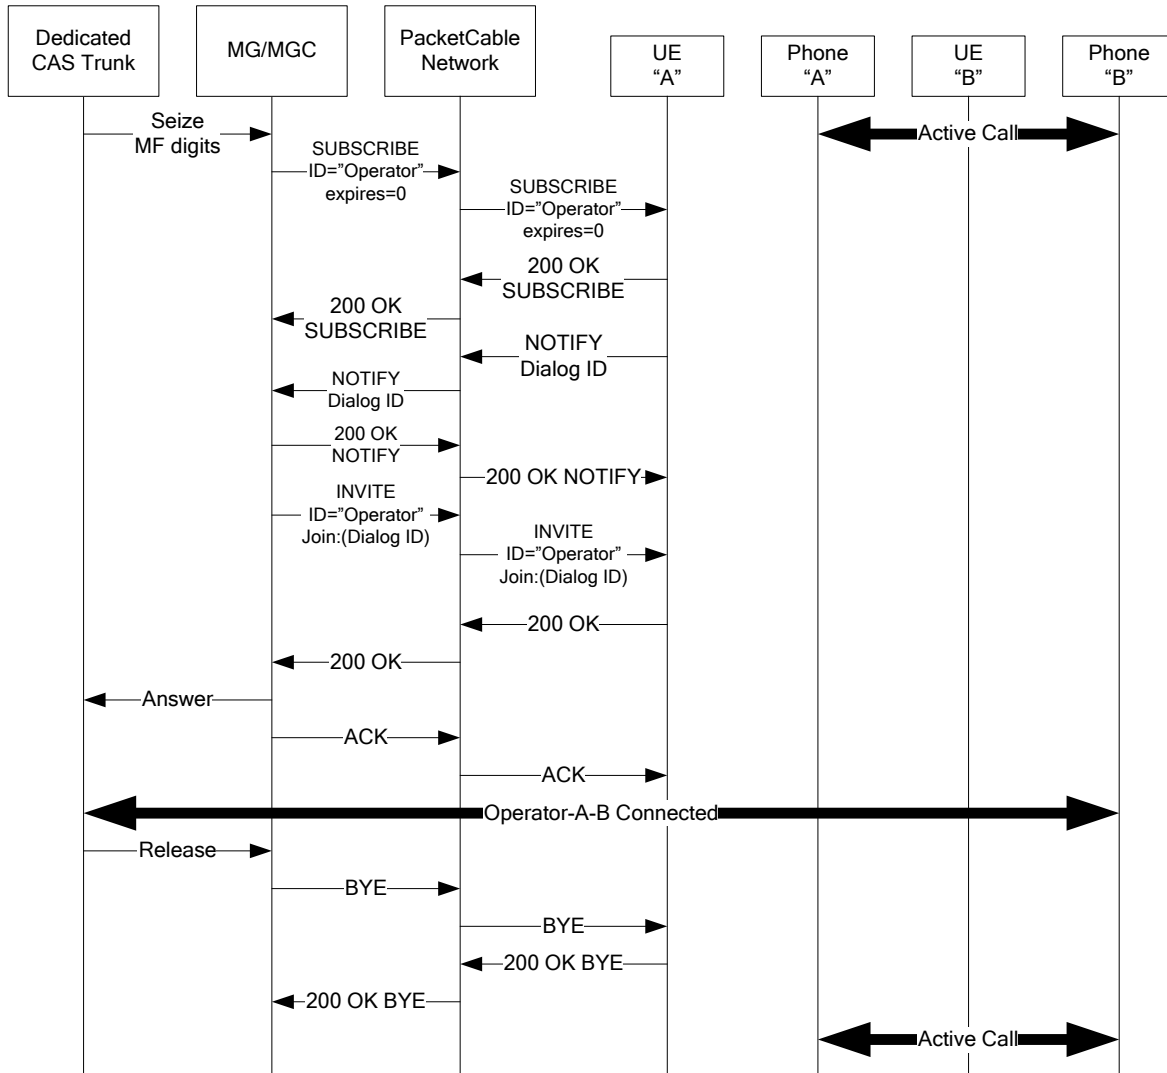 Dedicated
CAS Trunk
MG/MGC
PacketCable
Network
UE
“A”
Phone
“A”
UE
“B”
Phone
“B”
Seize
MF digits
Active Call
SUBSCRIBE
ID=”Operator”
expires=0
SUBSCRIBE
ID=”Operator”
expires=0
200 OK
SUBSCRIBE
200 OK
SUBSCRIBE
NOTIFY
Dialog ID
NOTIFY
Dialog ID
200 OK
NOTIFY
200 OK NOTIFY
INVITE
ID=”Operator”
Join:(Dialog ID)
INVITE
ID=”Operator”
Join:(Dialog ID)
200 OK
200 OK
Answer
ACK
ACK
Operator-A-B Connected
Release
BYE
BYE
200 OK BYE
200 OK BYE
Active Call